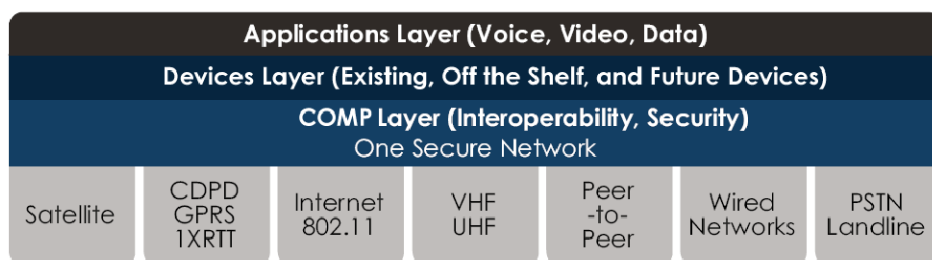 Applications Layer (Voice, Video, Data)
Devices Layer (Existing, Off the Shelf, and Future Devices)
COMP Layer (Interoperability, Security)
One Secure Network
Satellite
CDPD
GPRS
1XRTT
Internet
802.11
VHF
UHF
Peer
-to-
Peer
Wired
Networks
PSTN
Landline